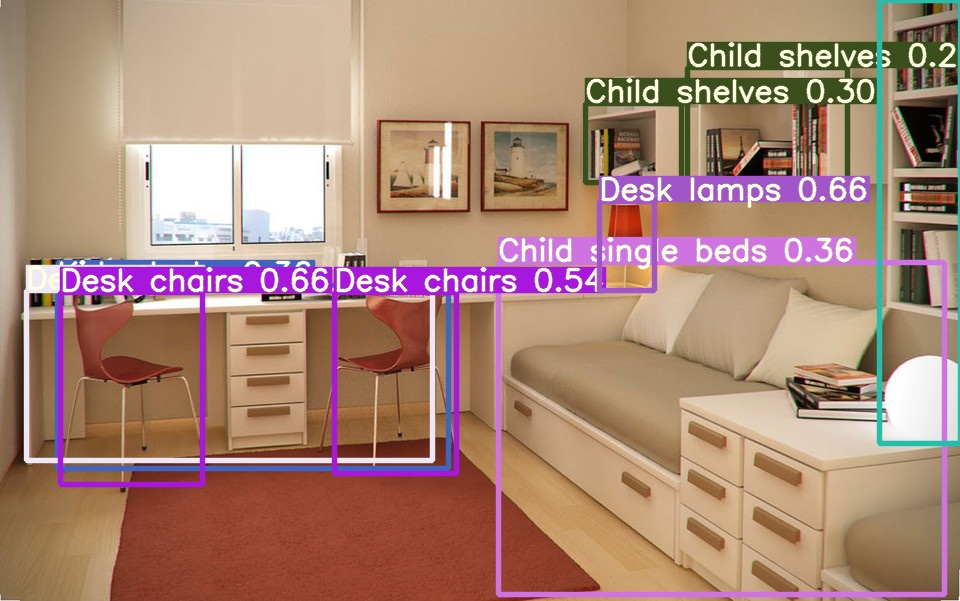 Child shelves 0.2
Child shelves 0.30
Desk lamps 0.66
Child single beds 0.36
Desk chairs 0.66
Desk chairs 0.54